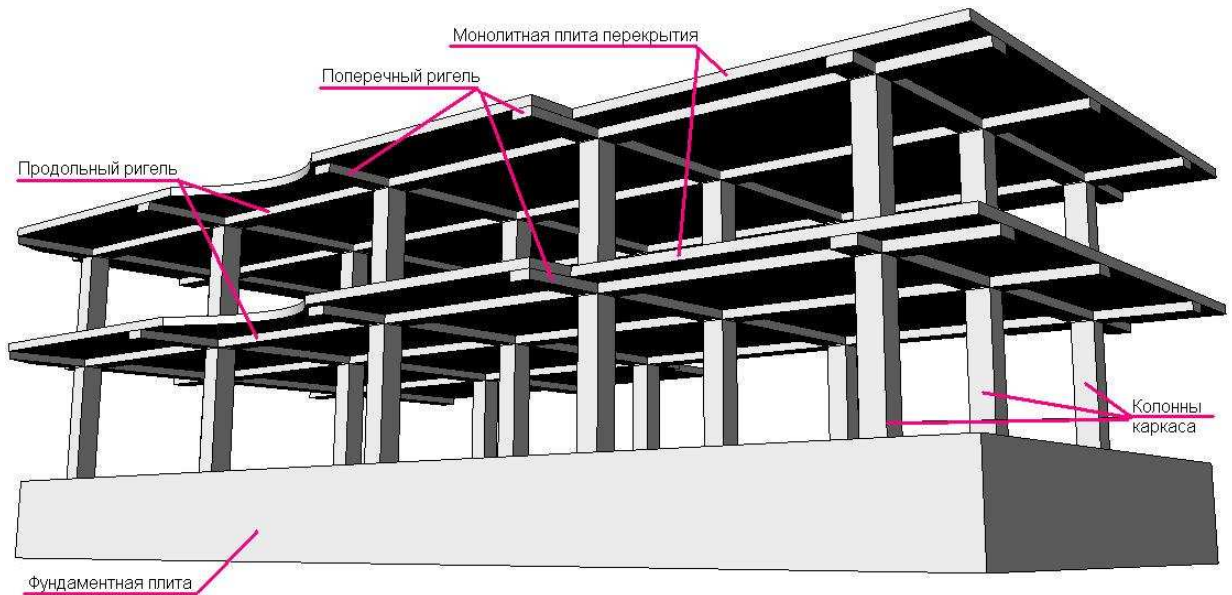 Монолитная плита перекрытия
Поперечный ригель
Продольный ригель
Колонны
каркаса
Фундаментная плита